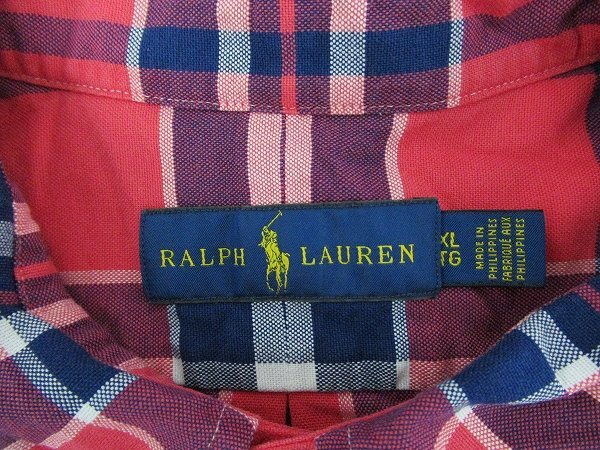 RALPH LAUREN
XL
TG
MADE IN
PHILIPPINES
FABRIQUÉ AUX
PHILIPPINES